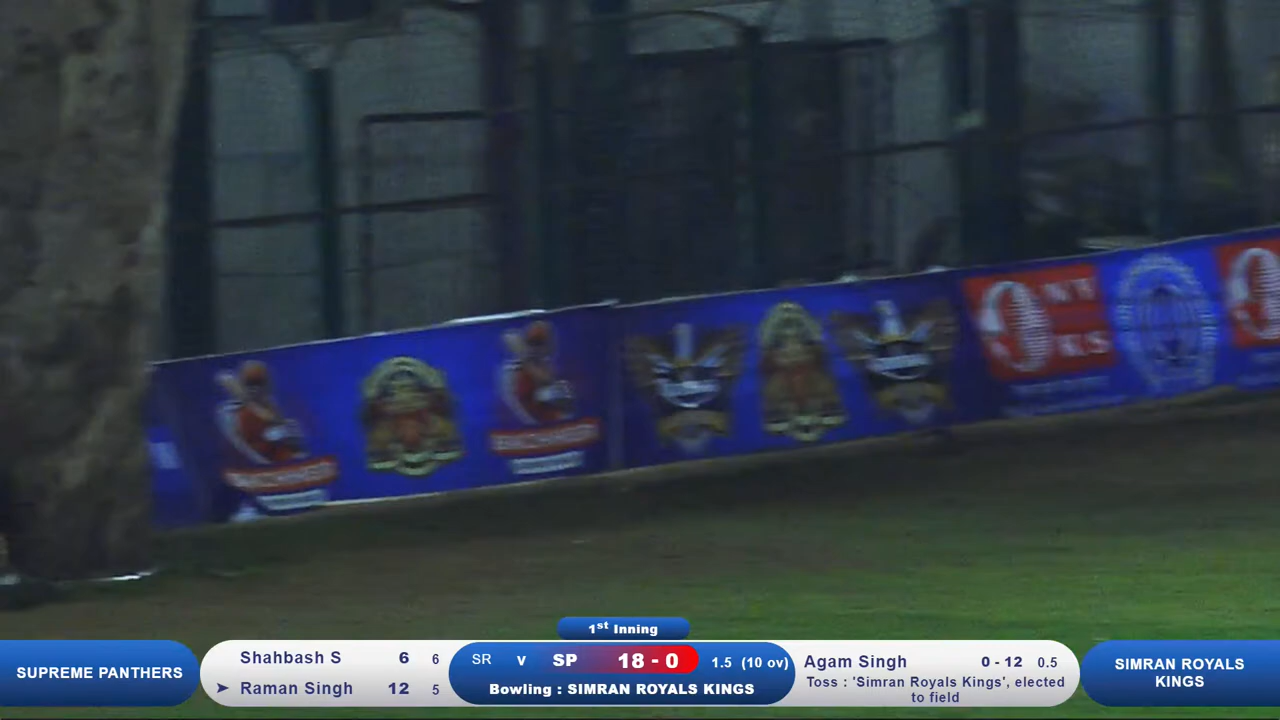 NY
KS
1st Inning
SUPREME PANTHERS
Shahbash S 6 6
➤ Raman Singh 12 5
SR v SP 18 - 0 1.5 (10 ov)
Bowling : SIMRAN ROYALS KINGS
Agam Singh 0 - 12 0.5
Toss : 'Simran Royals Kings', elected
to field
SIMRAN ROYALS
KINGS